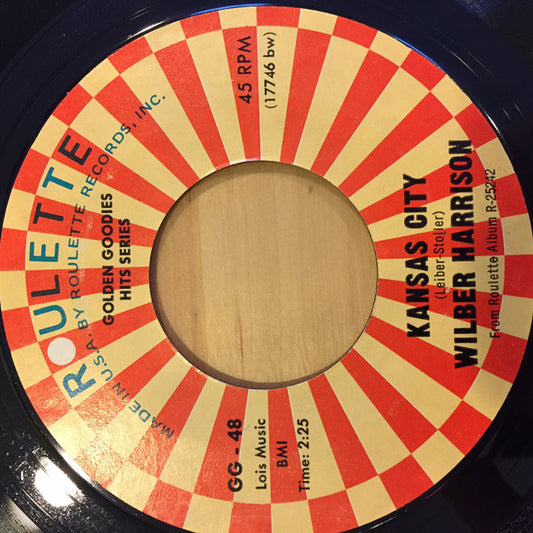 ROULETTE
MADE IN U.S.A. BY ROULETTE RECORDS, INC.
GOLDEN GOODIES
HITS SERIES
GG - 48
Lois Music
BMI
Time: 2:25
45 RPM
(17746 bw)
KANSAS CITY
(Leiber-Stoller)
WILBER HARRISON
From Roulette Album R-25242